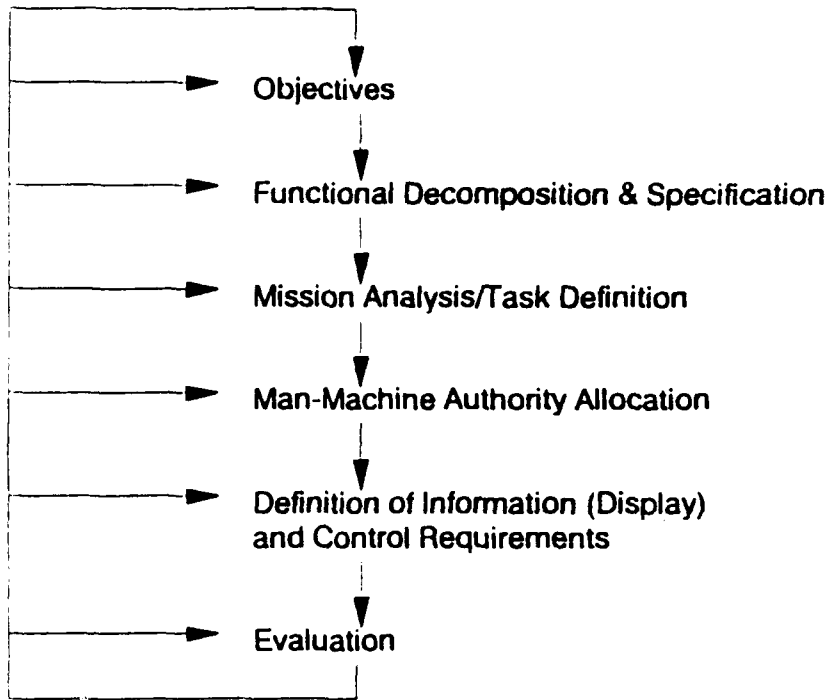 Objectives
Functional Decomposition & Specification
Mission Analysis/Task Definition
Man-Machine Authority Allocation
Definition of Information (Display)
and Control Requirements
Evaluation